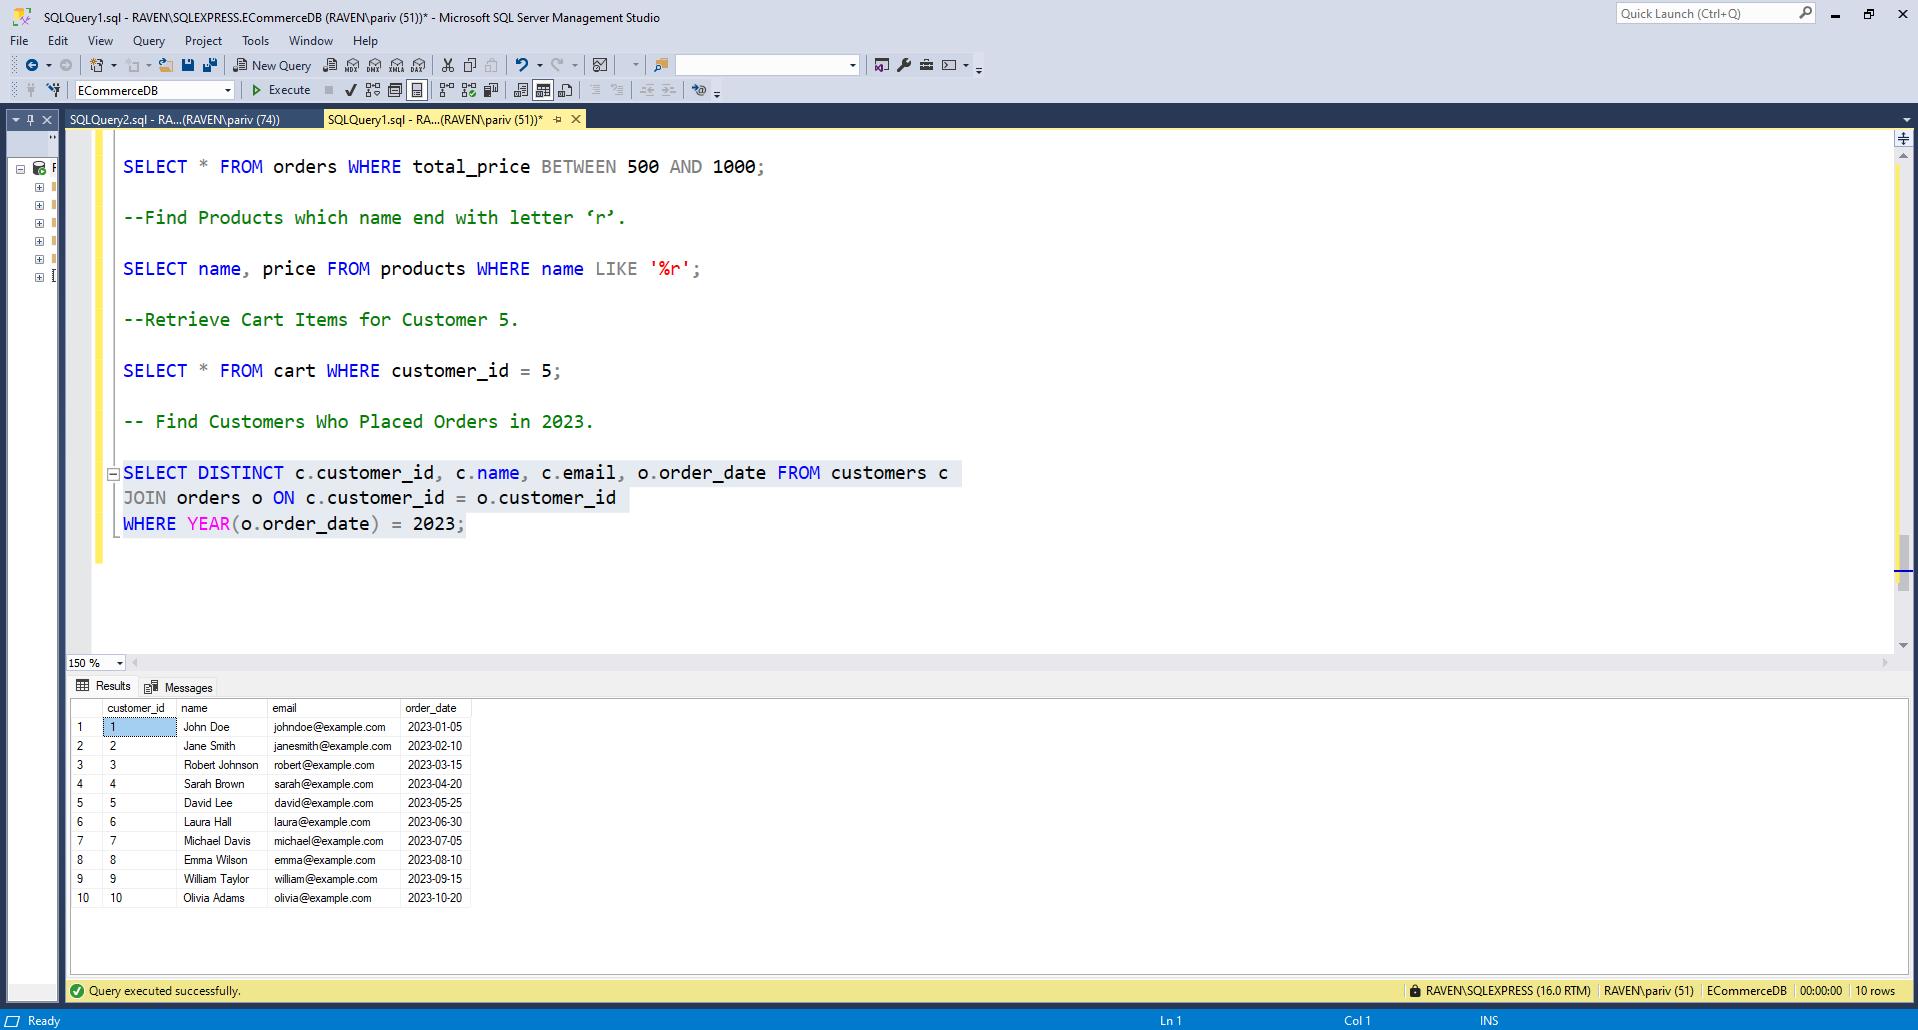 SQLQuery1.sql - RAVEN\SQLEXPRESS.ECommerceDB (RAVEN\pariv (51))* - Microsoft SQL Server Management Studio
Quick Launch (Ctrl+Q)
File Edit View Query Project Tools Window Help
New Query
MDX DMX XMLA DAX
ECommerceDB
Execute
SQLQuery2.sql - RA...(RAVEN\pariv (74))
SQLQuery1.sql - RA...(RAVEN\pariv (51))*
SELECT * FROM orders WHERE total_price BETWEEN 500 AND 1000;
--Find Products which name end with letter ‘r’.
SELECT name, price FROM products WHERE name LIKE '%r';
--Retrieve Cart Items for Customer 5.
SELECT * FROM cart WHERE customer_id = 5;
-- Find Customers Who Placed Orders in 2023.
SELECT DISTINCT c.customer_id, c.name, c.email, o.order_date FROM customers c
JOIN orders o ON c.customer_id = o.customer_id
WHERE YEAR(o.order_date) = 2023;
150 %
Results Messages
customer_id name email order_date
1 1 John Doe johndoe@example.com 2023-01-05
2 2 Jane Smith janesmith@example.com 2023-02-10
3 3 Robert Johnson robert@example.com 2023-03-15
4 4 Sarah Brown sarah@example.com 2023-04-20
5 5 David Lee david@example.com 2023-05-25
6 6 Laura Hall laura@example.com 2023-06-30
7 7 Michael Davis michael@example.com 2023-07-05
8 8 Emma Wilson emma@example.com 2023-08-10
9 9 William Taylor william@example.com 2023-09-15
10 10 Olivia Adams olivia@example.com 2023-10-20
Query executed successfully.
RAVEN\SQLEXPRESS (16.0 RTM) RAVEN\pariv (51) ECommerceDB 00:00:00 10 rows
Ready
Ln 1 Col 1 INS